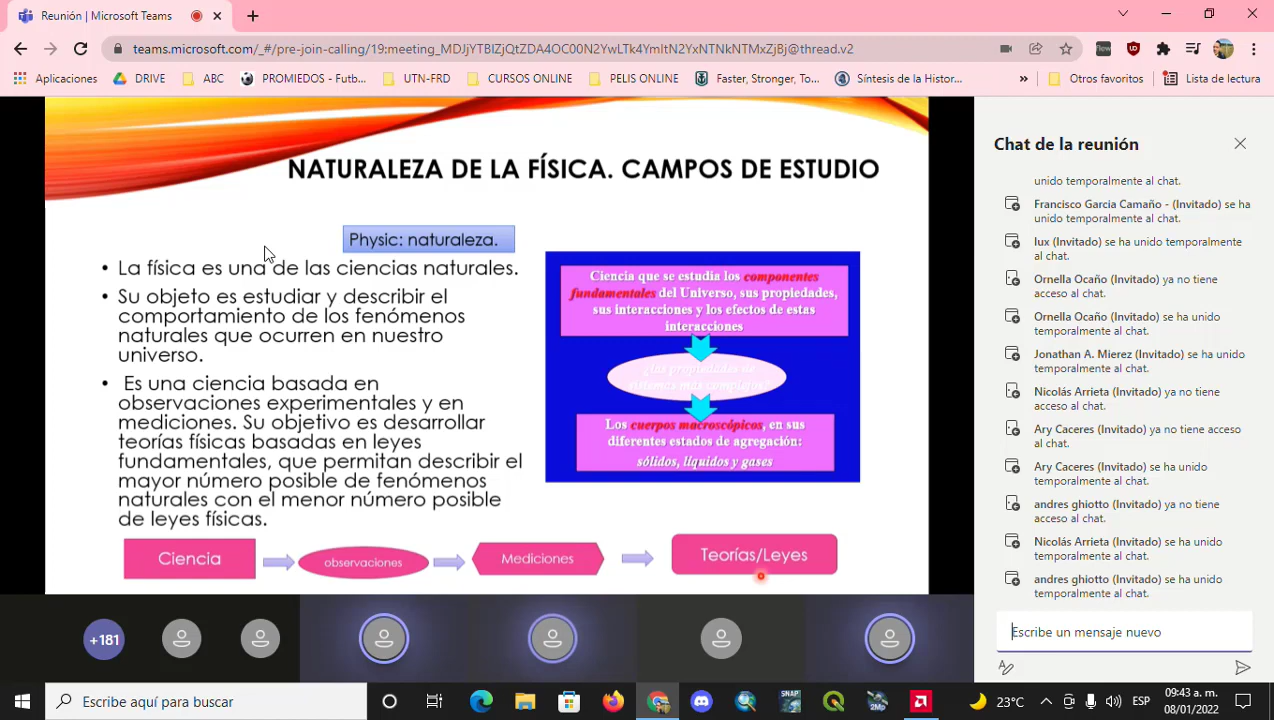 Reunión | Microsoft Teams
teams.microsoft.com/_#/pre-join-calling/19:meeting_MDJjYTBlZjQtZDA4OC00N2YwLTk4YmItN2YxNTNkNTMxZjBj@thread.v2
Aplicaciones DRIVE ABC PROMIEDOS - Futb... UTN-FRD CURSOS ONLINE PELIS ONLINE Faster, Stronger, To... Síntesis de la Histor... » Otros favoritos Lista de lectura
NATURALEZA DE LA FÍSICA. CAMPOS DE ESTUDIO
Physic: naturaleza.
• La física es una de las ciencias naturales.
• Su objeto es estudiar y describir el
comportamiento de los fenómenos
naturales que ocurren en nuestro
universo.
• Es una ciencia basada en
observaciones experimentales y en
mediciones. Su objetivo es desarrollar
teorías físicas basadas en leyes
fundamentales, que permitan describir el
mayor número posible de fenómenos
naturales con el menor número posible
de leyes físicas.
Ciencia que se estudia los componentes
fundamentales del Universo, sus propiedades,
sus interacciones y los efectos de estas
interacciones
¿las propiedades de
sistemas más complejos?
Los cuerpos macroscópicos, en sus
diferentes estados de agregación:
sólidos, líquidos y gases
Ciencia
observaciones
Mediciones
Teorías/Leyes
+181
Chat de la reunión
unido temporalmente al chat.
Francisco Garcia Camaño - (Invitado) se ha
unido temporalmente al chat.
lux (Invitado) se ha unido temporalmente
al chat.
Ornella Ocaño (Invitado) ya no tiene
acceso al chat.
Ornella Ocaño (Invitado) se ha unido
temporalmente al chat.
Jonathan A. Mierez (Invitado) se ha unido
temporalmente al chat.
Nicolás Arrieta (Invitado) ya no tiene
acceso al chat.
Ary Caceres (Invitado) ya no tiene acceso
al chat.
Ary Caceres (Invitado) se ha unido
temporalmente al chat.
andres ghiotto (Invitado) ya no tiene
acceso al chat.
Nicolás Arrieta (Invitado) se ha unido
temporalmente al chat.
andres ghiotto (Invitado) se ha unido
temporalmente al chat.
Escribe un mensaje nuevo
Escribe aquí para buscar
SNAP
2Mp
23°C
ESP
09:43 a. m.
08/01/2022